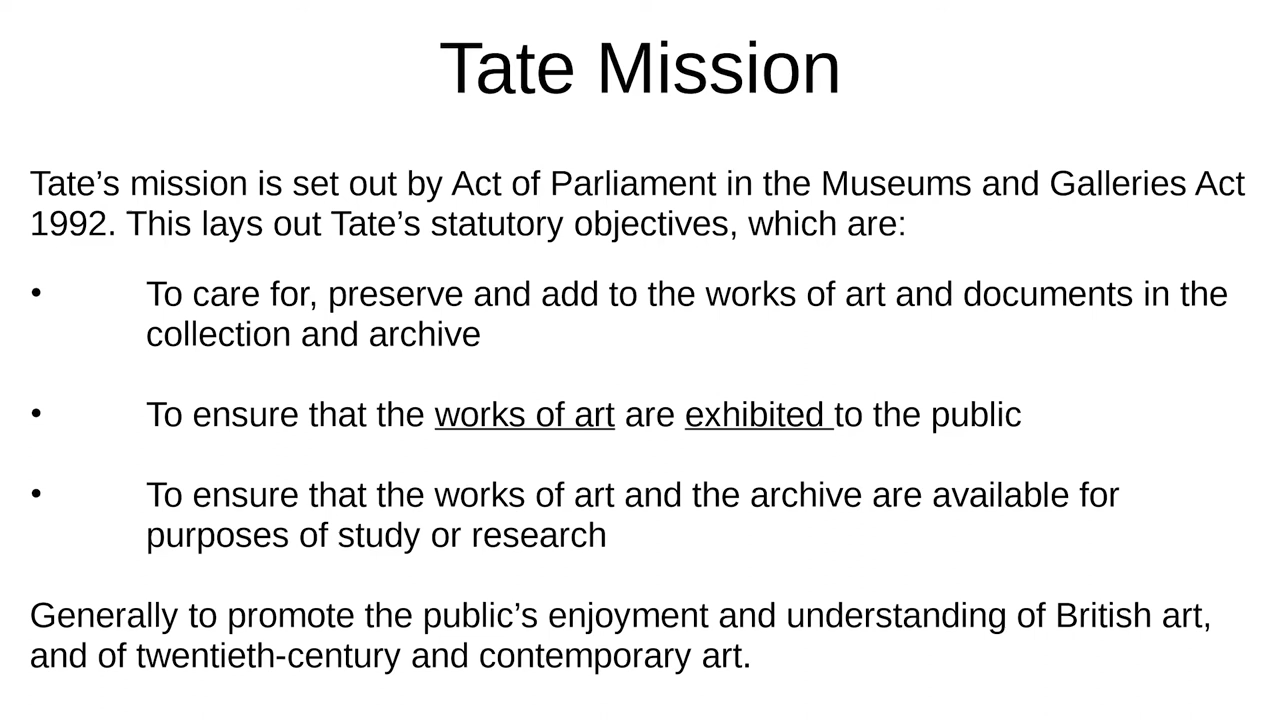 Tate Mission
Tate’s mission is set out by Act of Parliament in the Museums and Galleries Act
1992. This lays out Tate’s statutory objectives, which are:
• To care for, preserve and add to the works of art and documents in the
collection and archive
• To ensure that the works of art are exhibited to the public
• To ensure that the works of art and the archive are available for
purposes of study or research
Generally to promote the public’s enjoyment and understanding of British art,
and of twentieth-century and contemporary art.